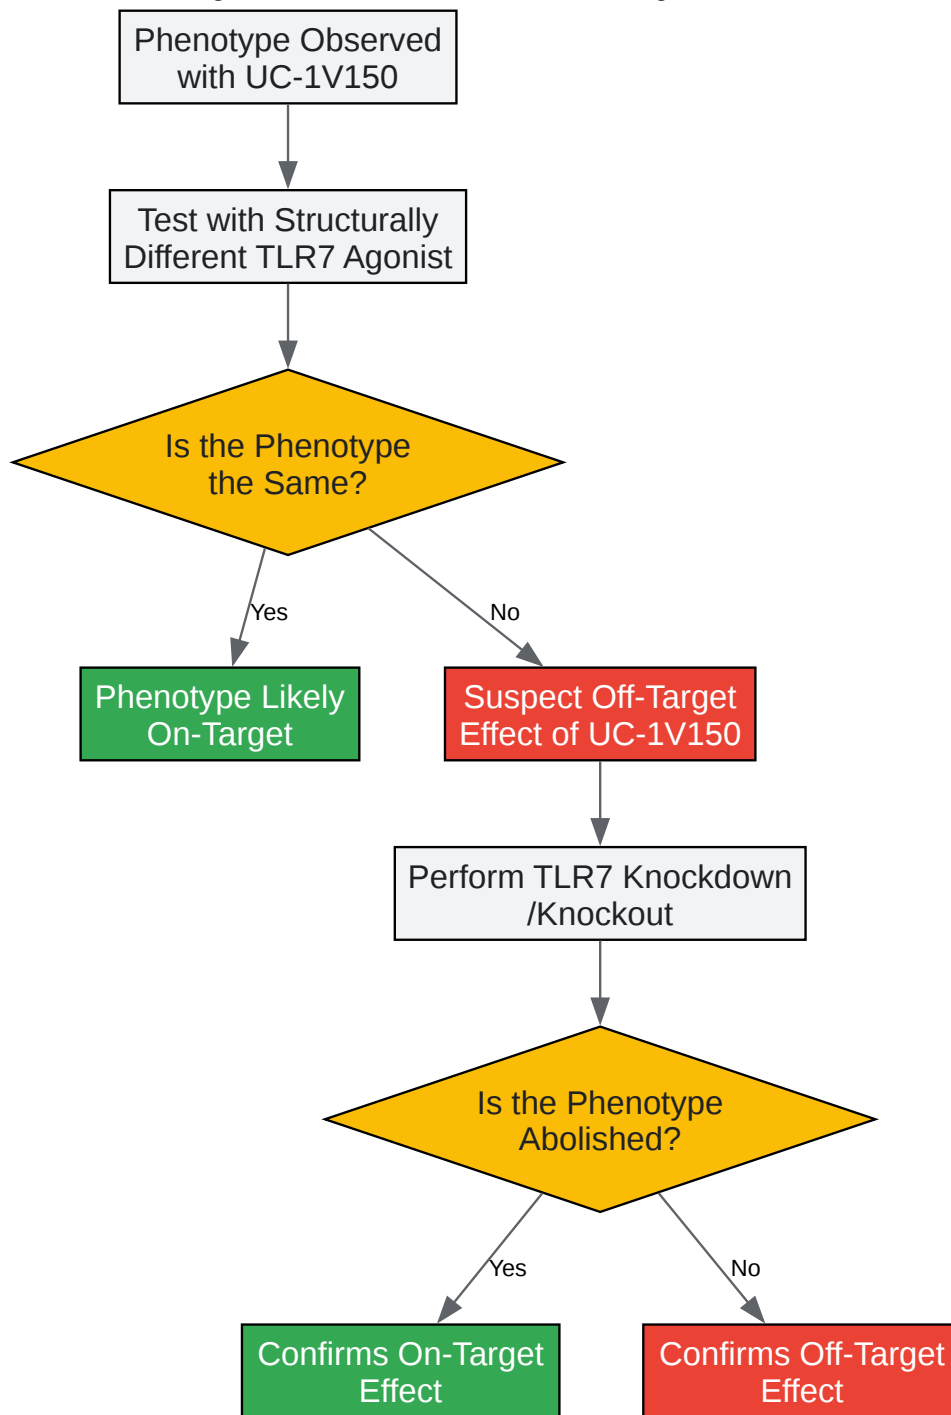 Phenotype Observed
with UC-1V150
Test with Structurally
Different TLR7 Agonist
Is the Phenotype
the Same?
Yes
No
Phenotype Likely
On-Target
Suspect Off-Target
Effect of UC-1V150
Perform TLR7 Knockdown
/Knockout
Is the Phenotype
Abolished?
Yes
No
Confirms On-Target
Effect
Confirms Off-Target
Effect